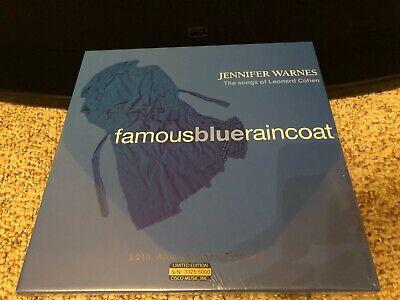 JENNIFER WARNES
The songs of Leonard Cohen
famousblueraincoat
20th
LIMITED EDITION
S/N
CISCO MUSIC INC.